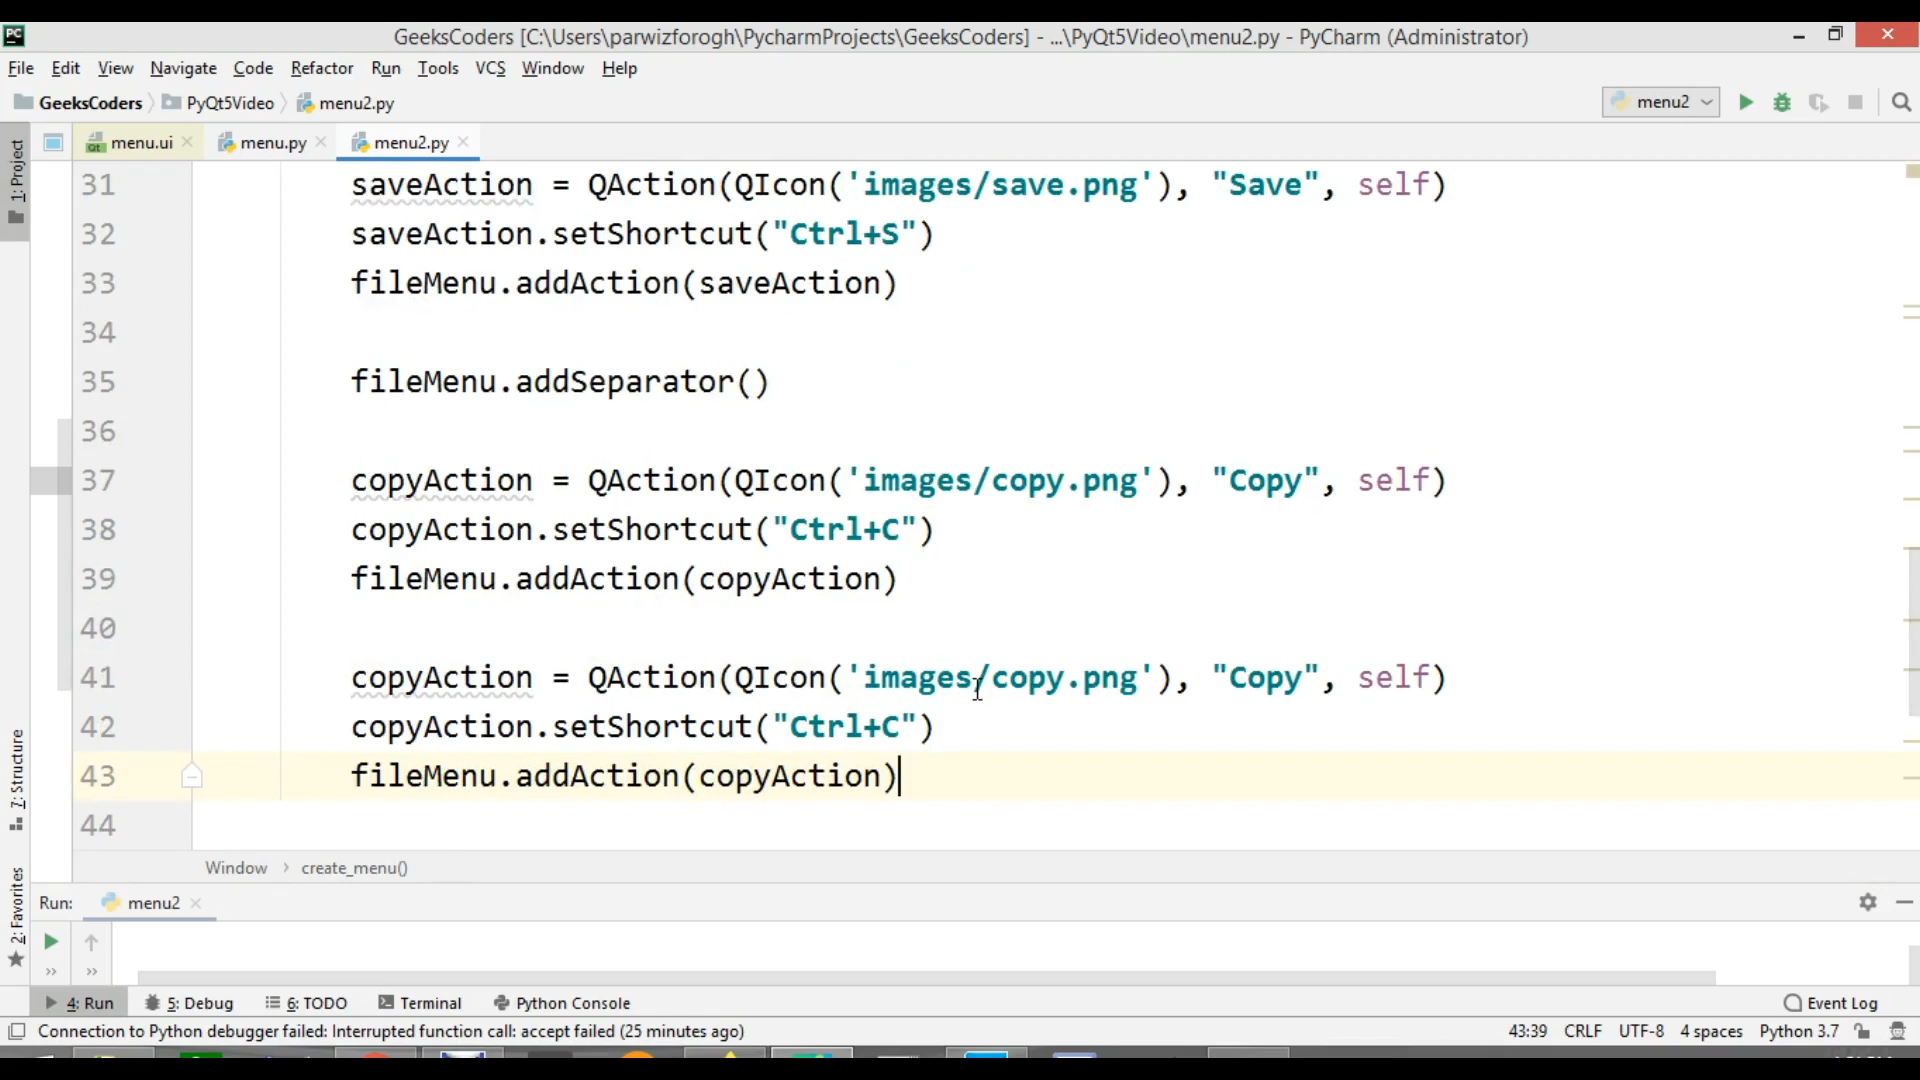 PC GeeksCoders [C:\Users\parwizforogh\PycharmProjects\GeeksCoders] - ...\PyQt5Video\menu2.py - PyCharm (Administrator)
File Edit View Navigate Code Refactor Run Tools VCS Window Help
GeeksCoders PyQt5Video menu2.py menu2
1: Project
menu.ui menu.py menu2.py
31 saveAction = QAction(QIcon('images/save.png'), "Save", self)
32 saveAction.setShortcut("Ctrl+S")
33 fileMenu.addAction(saveAction)
34
35 fileMenu.addSeparator()
36
37 copyAction = QAction(QIcon('images/copy.png'), "Copy", self)
38 copyAction.setShortcut("Ctrl+C")
39 fileMenu.addAction(copyAction)
40
41 copyAction = QAction(QIcon('images/copy.png'), "Copy", self)
42 copyAction.setShortcut("Ctrl+C")
43 fileMenu.addAction(copyAction)
44
7: Structure
Window › create_menu()
2: Favorites
Run: menu2
» »
4: Run 5: Debug 6: TODO Terminal Python Console Event Log
Connection to Python debugger failed: Interrupted function call: accept failed (25 minutes ago) 43:39 CRLF UTF-8 4 spaces Python 3.7